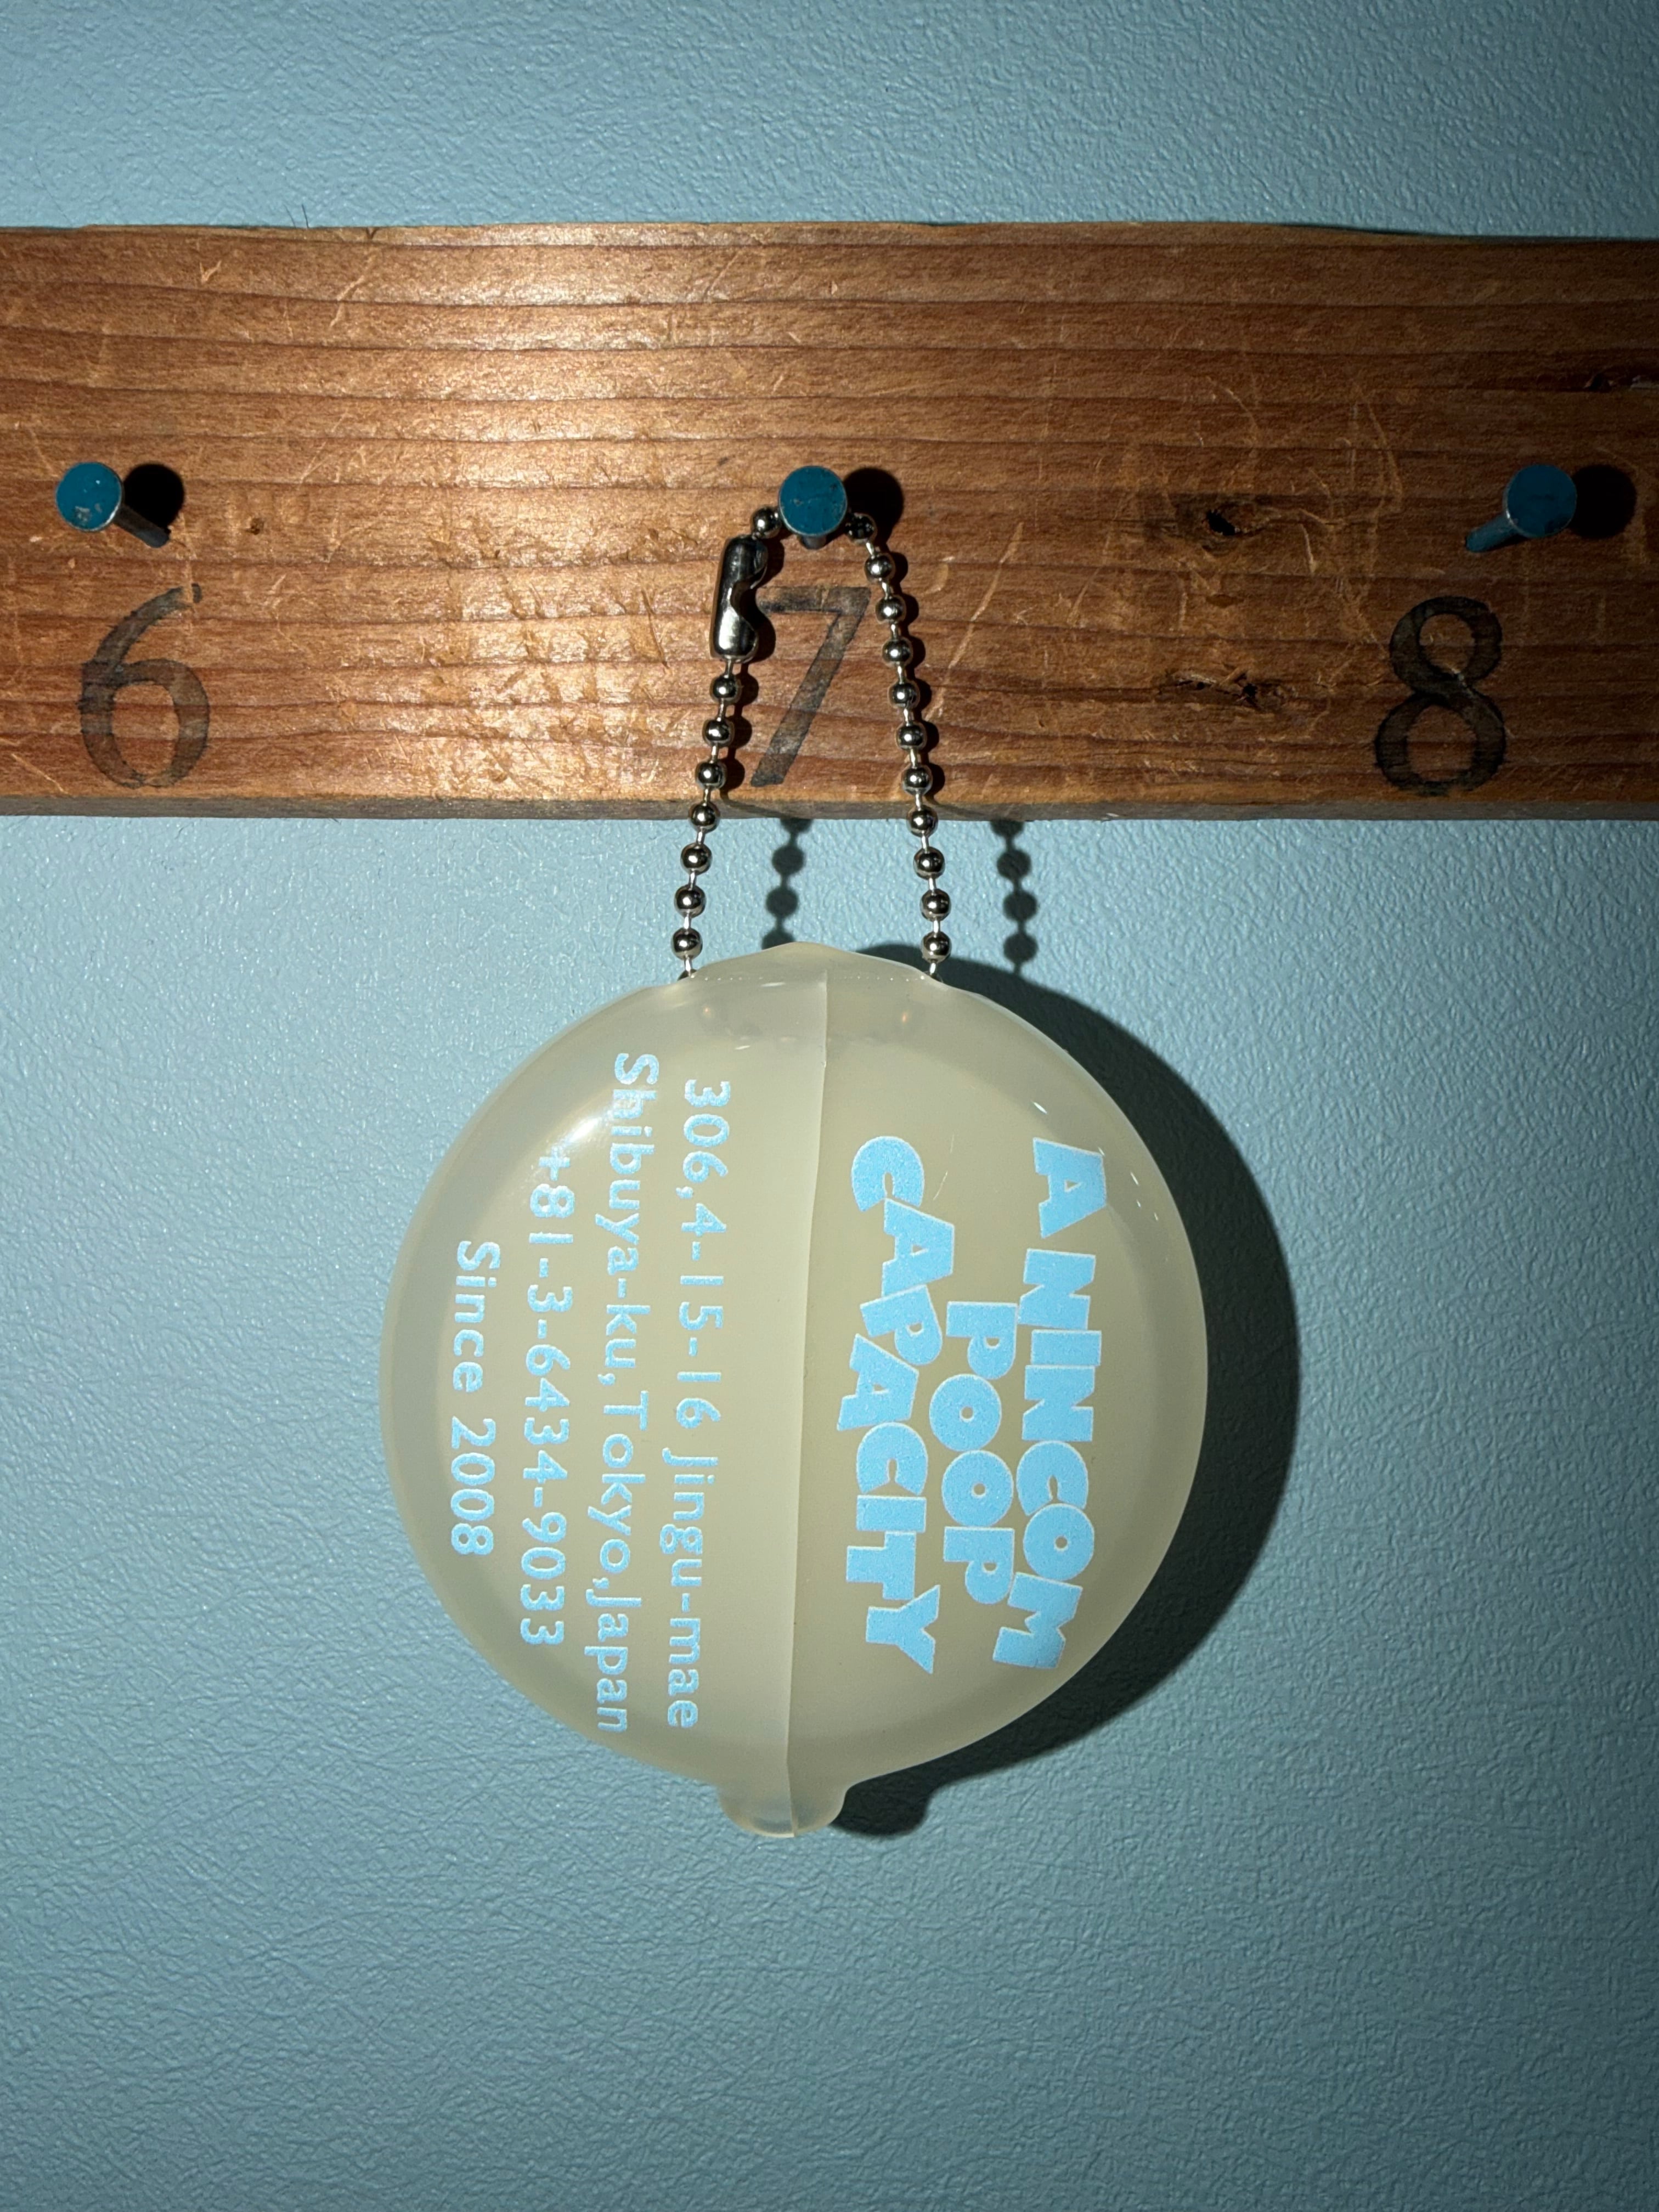 6
7
8
A NINCOM
POOP
CAPACITY
306,4-15-16 Jingu-mae
Shibuya-ku,Tokyo,Japan
+81-3-6434-9033
Since 2008